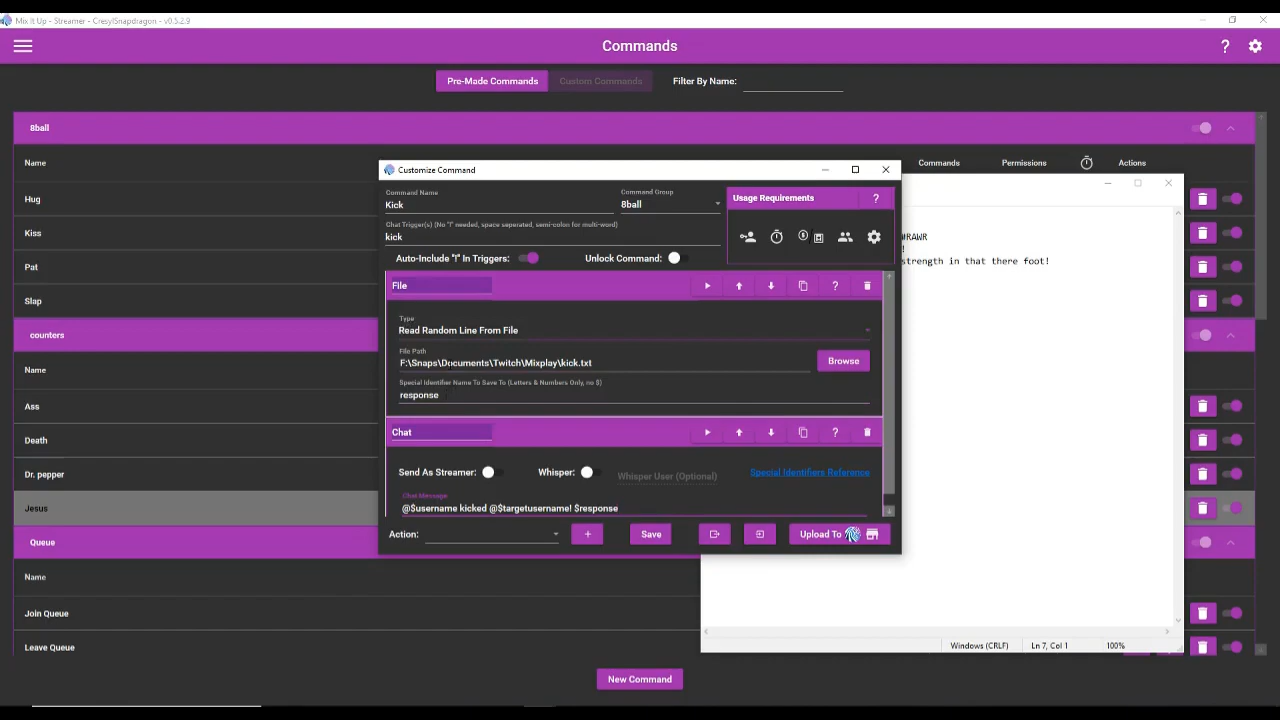 Mix It Up - Streamer - CresylSnapdragon - v0.5.2.9
Commands
?
Pre-Made Commands
Custom Commands
Filter By Name:
8ball
Name
Commands
Permissions
Actions
Hug
Kiss
Pat
Slap
counters
Name
Ass
Death
Dr. pepper
Jesus
Queue
Name
Join Queue
Leave Queue
New Command
Customize Command
Command Name
Kick
Command Group
8ball
Usage Requirements
?
Chat Trigger(s) (No "!" needed, space seperated, semi-colon for multi-word)
kick
Auto-Include "!" In Triggers:
Unlock Command:
File
?
Type
Read Random Line From File
File Path
F:\Snaps\Documents\Twitch\Mixplay\kick.txt
Browse
Special Identifier Name To Save To (Letters & Numbers Only, no $)
response
Chat
?
Send As Streamer:
Whisper:
Whisper User (Optional)
Special Identifiers Reference
Chat Message
@$username kicked @$targetusername! $response
Action:
+
Save
Upload To
!
strength in that there foot!
Windows (CRLF)
Ln 7, Col 1
100%